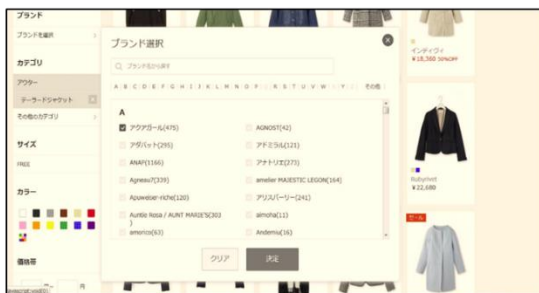 ブランド
ブランドを選択
カテゴリ
アウター
テーラードジャケット
その他のカテゴリ
サイズ
FREE
カラー
価格帯
円
ブランド選択
ブランド名から探す
A B C D E F G H I J K L M N O P R S T U V W Y その他
A
アクアガール(475)
AGNOST(42)
アダバット(295)
アドミラル(121)
ANAP(1166)
アナトリエ(273)
Agreau?(339)
amelier MAJESTIC LEGON(164)
Apuweiser-riche(120)
アリスバーリー(241)
Auntie Rosa / AUNT MARIE'S(303
)
almoha(11)
amorico(63)
Andemiu(16)
クリア
決定
インディヴィ
¥18,360 30%OFF
Rubyrivet
¥22,680
セール